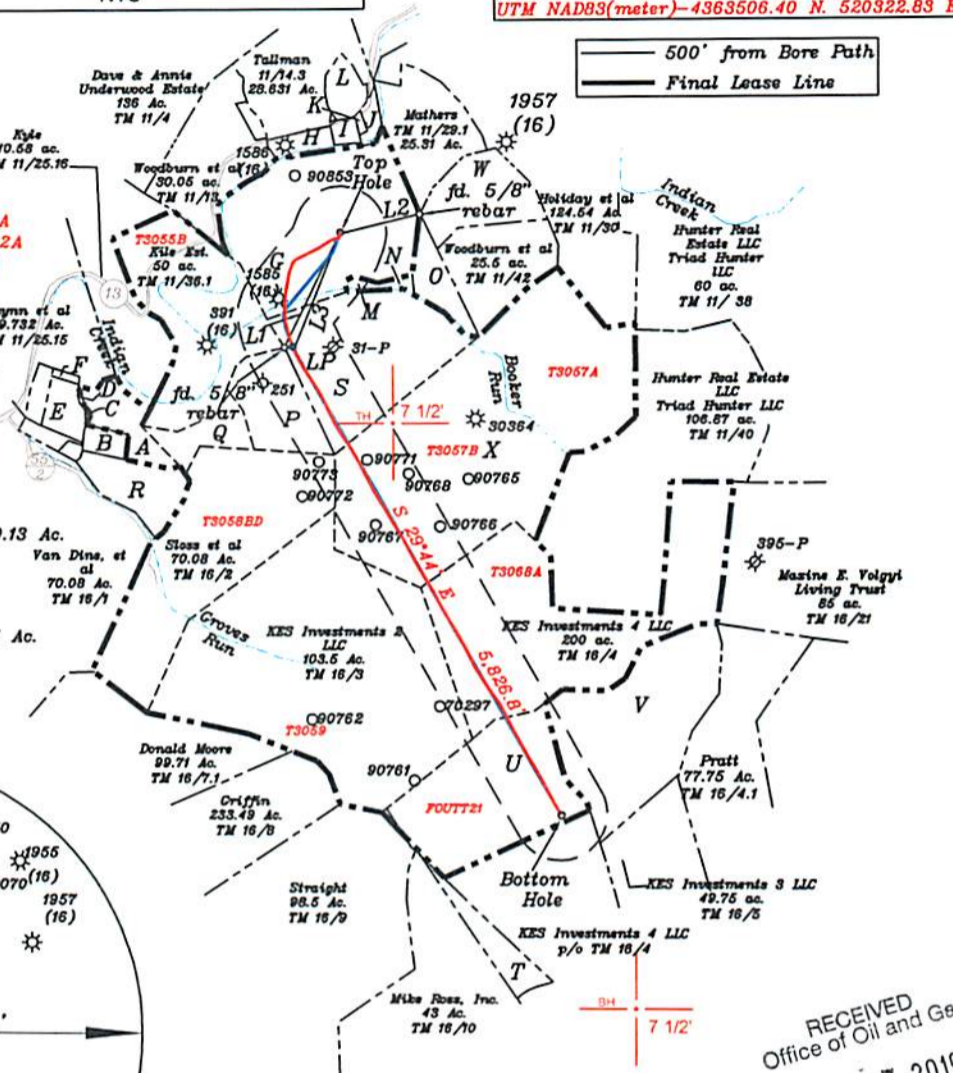 UTM NAD83(meter)-4363506.40 N. 520322.83
500' from Bore Path
Final Lease Line
Dave & Annie
Underwood Estate
136 Ac.
TM 11/4
Tallman
11/14.3
28.631 Ac.
L
K
J
H
I
Mathers
TM 11/29.1
25.31 Ac.
1957
(16)
W
Kyle
11/25.16
1586
(16)
90853
Top
Hole
Woodburn et al
30.05 ac.
TM 11/13
L2
fd. 5/8"
rebar
Holiday et al
124.54 Ac.
TM 11/30
Indian
Creek
Hunter Real
Estate LLC
Triad Hunter
LLC
60 ac.
TM 11/ 38
T3055B
Kile Est.
50 ac.
TM 11/36.1
G
N
O
Woodburn et al
25.5 ac.
TM 11/42
13
1585
(16)
M
391
(16)
L1
L3
LP
31-P
S
11/25.15
Indian
Creek
F
D
C
E
B
A
fd. 5/8"
rebar
251
P
Q
Booker
Run
T3057A
Hunter Real Estate
LLC
Triad Hunter LLC
106.87 ac.
TM 11/40
TH
7 1/2'
30364
T3057B
X
90773
90771
90768
90765
90772
55
2
R
T3058BD
90767
90766
S 29°44' E
5,826.8'
Van Dine, et
al
70.08 Ac.
TM 16/1
Sloss et al
70.08 Ac.
TM 16/2
T3068A
395-P
Maxine E. Volgyi
Living Trust
85 ac.
TM 16/21
Groves
Run
KES Investments 2
LLC
103.5 Ac.
TM 16/3
KES Investments 4 LLC
200 ac.
TM 16/4
90762
T3059
70297
V
Donald Moore
99.71 Ac.
TM 16/7.1
90761
U
Pratt
77.75 Ac.
TM 16/4.1
Griffin
233.49 Ac.
TM 16/8
FOUTT21
Straight
98.5 Ac.
TM 16/9
Bottom
Hole
KES Investments 3 LLC
49.75 ac.
TM 16/5
KES Investments 4 LLC
p/o TM 16/4
T
Mike Ross, Inc.
43 Ac.
TM 16/10
BH
7 1/2'
1955
(16)
1957
(16)
RECEIVED
Office of Oil and